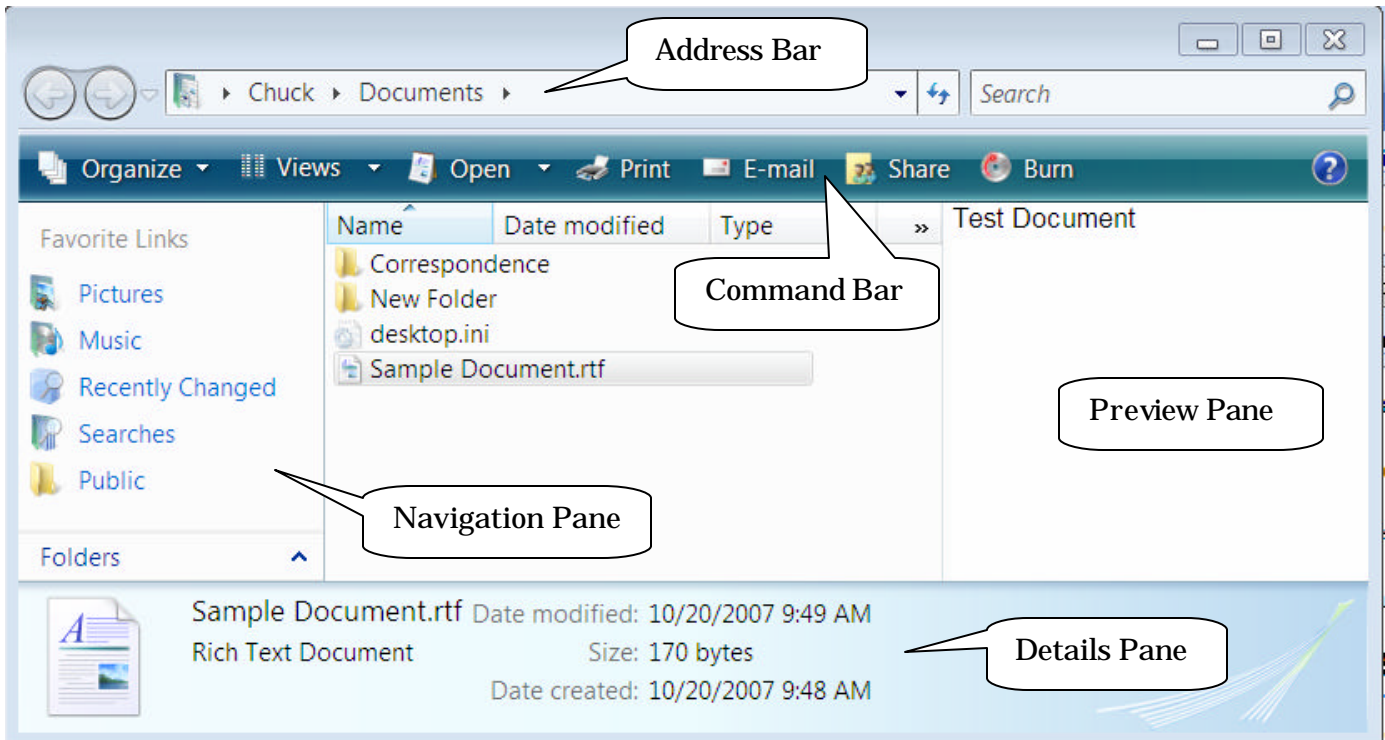 Address Bar
Chuck Documents
Search
Organize Views Open Print E-mail Share Burn ?
Favorite Links
Pictures
Music
Recently Changed
Searches
Public
Folders
Name Date modified Type »
Correspondence
New Folder
desktop.ini
Sample Document.rtf
Test Document
Command Bar
Preview Pane
Navigation Pane
Sample Document.rtf Date modified: 10/20/2007 9:49 AM
Rich Text Document Size: 170 bytes
Date created: 10/20/2007 9:48 AM
Details Pane